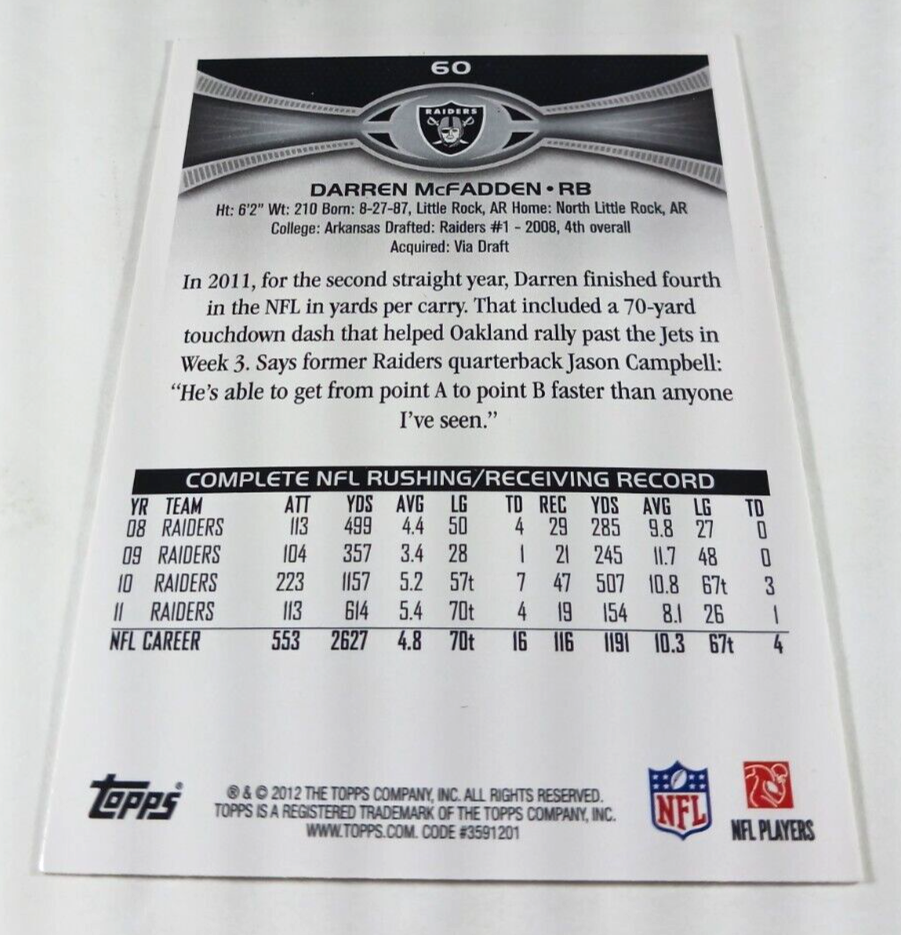 60
RAIDERS
DARREN McFADDEN • RB
Ht: 6'2" Wt: 210 Born: 8-27-87, Little Rock, AR Home: North Little Rock, AR
College: Arkansas Drafted: Raiders #1 - 2008, 4th overall
Acquired: Via Draft
In 2011, for the second straight year, Darren finished fourth
in the NFL in yards per carry. That included a 70-yard
touchdown dash that helped Oakland rally past the Jets in
Week 3. Says former Raiders quarterback Jason Campbell:
“He’s able to get from point A to point B faster than anyone
I’ve seen.”
COMPLETE NFL RUSHING/RECEIVING RECORD
YR TEAM ATT YDS AVG LG TD REC YDS AVG LG TD
08 RAIDERS 113 499 4.4 50 4 29 285 9.8 27 0
09 RAIDERS 104 357 3.4 28 1 21 245 11.7 48 0
10 RAIDERS 223 1157 5.2 57t 7 47 507 10.8 67t 3
11 RAIDERS 113 614 5.4 70t 4 19 154 8.1 26 1
NFL CAREER 553 2627 4.8 70t 16 116 1191 10.3 67t 4
topps®
® & © 2012 THE TOPPS COMPANY, INC. ALL RIGHTS RESERVED.
TOPPS IS A REGISTERED TRADEMARK OF THE TOPPS COMPANY, INC.
WWW.TOPPS.COM. CODE #3591201
NFL
NFL PLAYERS